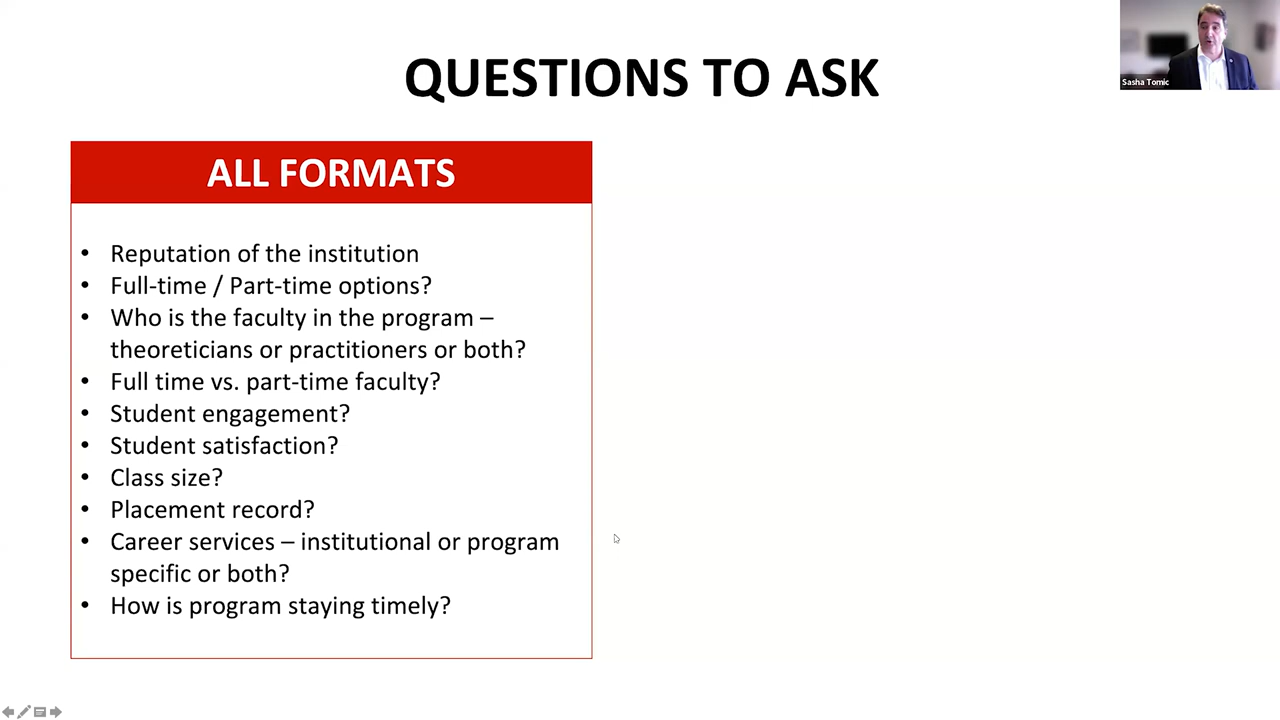 QUESTIONS TO ASK
Sasha Tomic
ALL FORMATS
• Reputation of the institution
• Full-time / Part-time options?
• Who is the faculty in the program –
theoreticians or practitioners or both?
• Full time vs. part-time faculty?
• Student engagement?
• Student satisfaction?
• Class size?
• Placement record?
• Career services – institutional or program
specific or both?
• How is program staying timely?